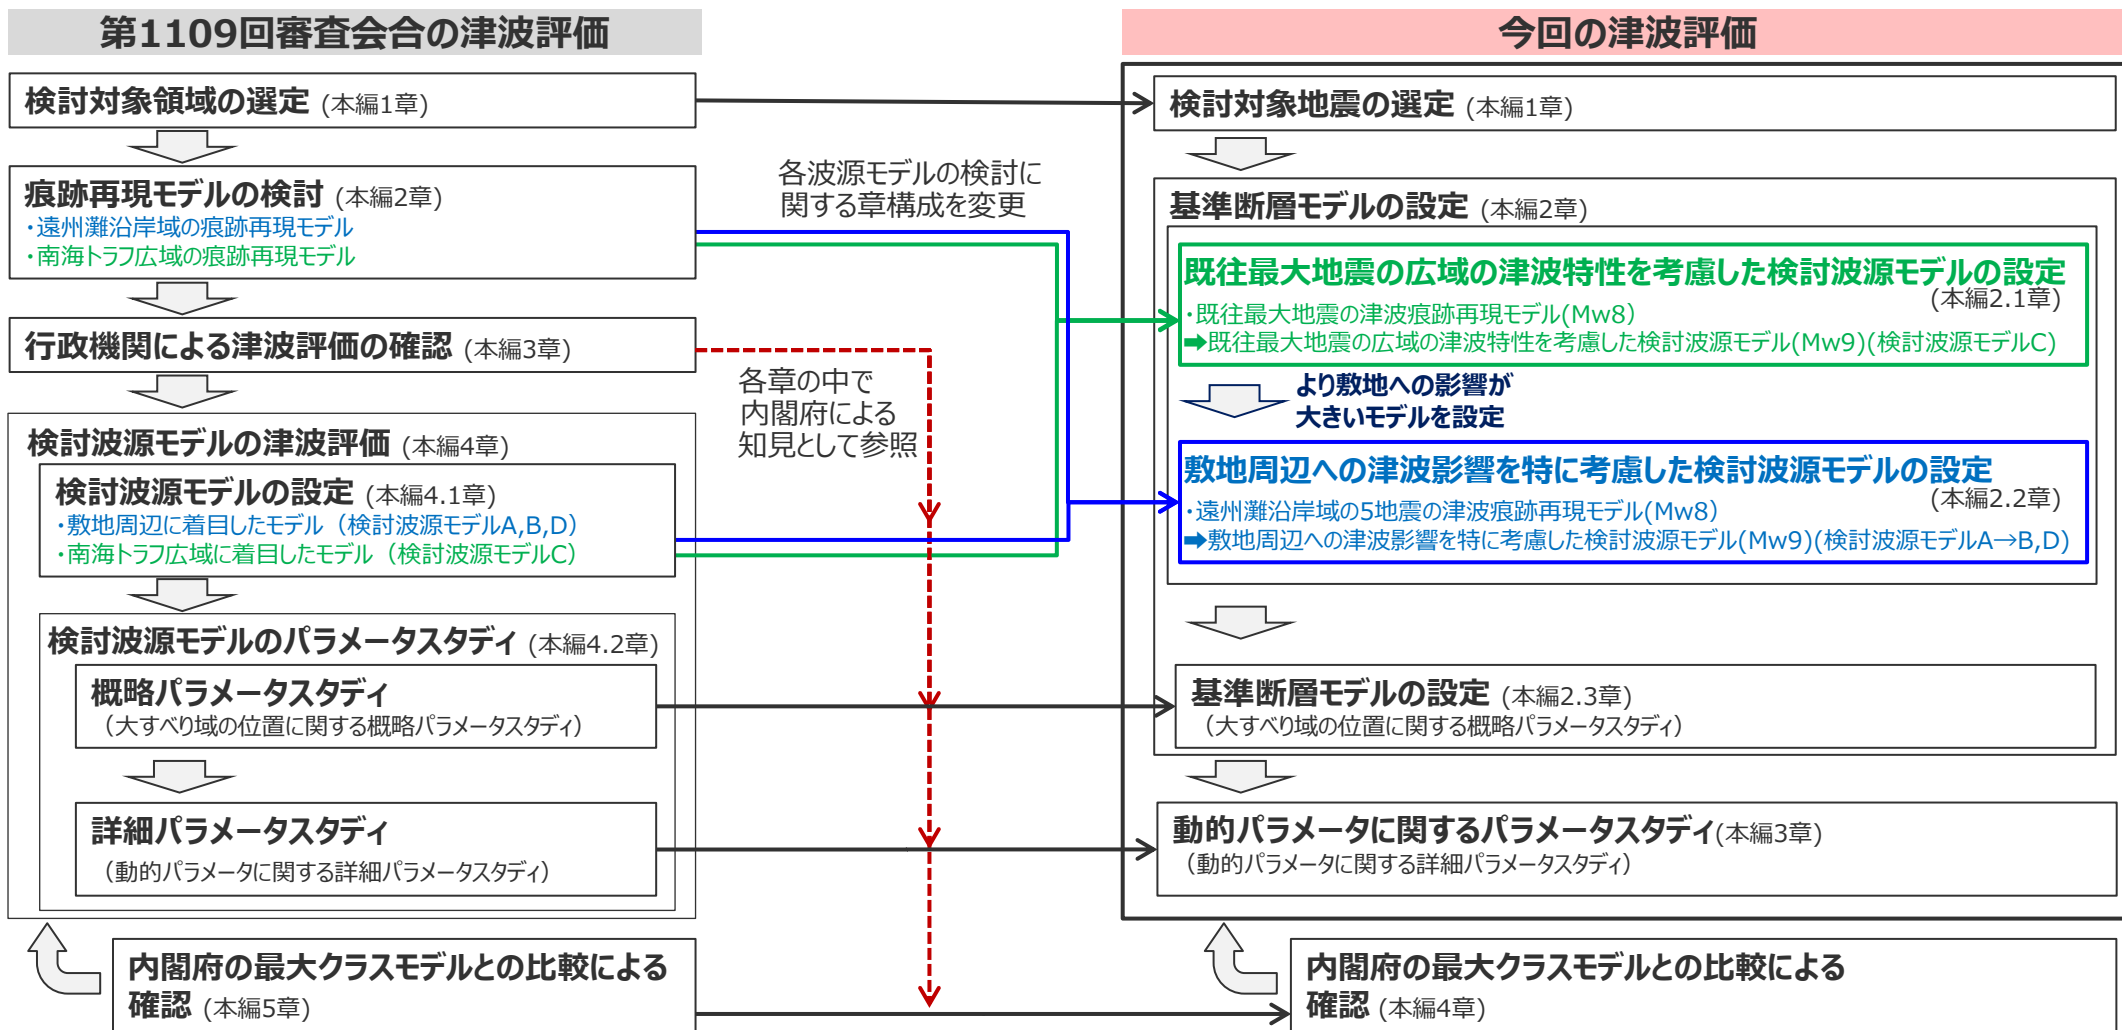 第1109回審査会合の津波評価
検討対象領域の選定 (本編1章)
痕跡再現モデルの検討 (本編2章)
・遠州灘沿岸域の痕跡再現モデル
・南海トラフ広域の痕跡再現モデル
行政機関による津波評価の確認 (本編3章)
検討波源モデルの津波評価 (本編4章)
検討波源モデルの設定 (本編4.1章)
・敷地周辺に着目したモデル（検討波源モデルA,B,D）
・南海トラフ広域に着目したモデル（検討波源モデルC）
検討波源モデルのパラメータスタディ (本編4.2章)
概略パラメータスタディ
（大すべり域の位置に関する概略パラメータスタディ）
詳細パラメータスタディ
（動的パラメータに関する詳細パラメータスタディ）
内閣府の最大クラスモデルとの比較による
確認 (本編5章)
各波源モデルの検討に
関する章構成を変更
各章の中で
内閣府による
知見として参照
今回の津波評価
検討対象地震の選定 (本編1章)
基準断層モデルの設定 (本編2章)
既往最大地震の広域の津波特性を考慮した検討波源モデルの設定
(本編2.1章)
・既往最大地震の津波痕跡再現モデル(Mw8)
➡既往最大地震の広域の津波特性を考慮した検討波源モデル(Mw9)(検討波源モデルC)
より敷地への影響が
大きいモデルを設定
敷地周辺への津波影響を特に考慮した検討波源モデルの設定
(本編2.2章)
・遠州灘沿岸域の5地震の津波痕跡再現モデル(Mw8)
➡敷地周辺への津波影響を特に考慮した検討波源モデル(Mw9)(検討波源モデルA→B,D)
基準断層モデルの設定 (本編2.3章)
（大すべり域の位置に関する概略パラメータスタディ）
動的パラメータに関するパラメータスタディ(本編3章)
（動的パラメータに関する詳細パラメータスタディ）
内閣府の最大クラスモデルとの比較による
確認 (本編4章)